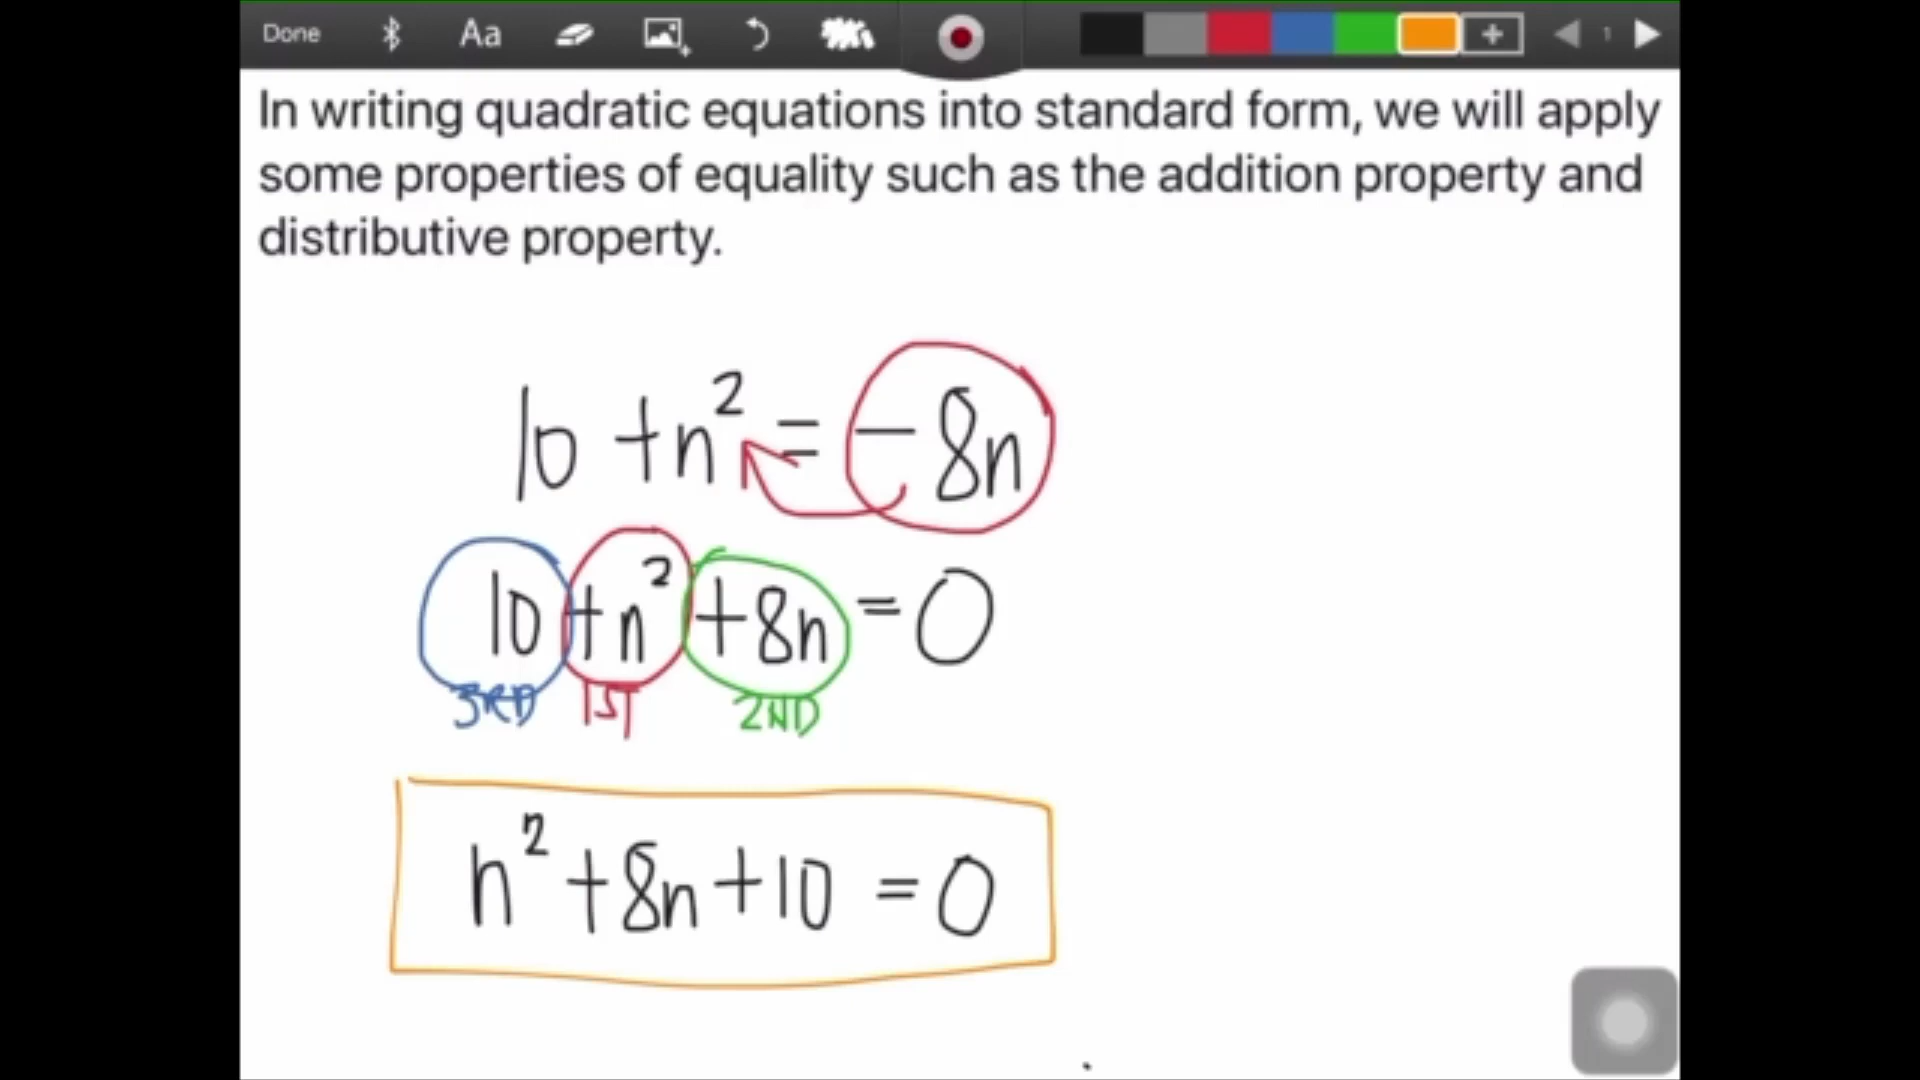 Done Aa 1
In writing quadratic equations into standard form, we will apply
some properties of equality such as the addition property and
distributive property.
10 + n² = -8n
10 + n² + 8n = 0
3RD 1ST 2ND
n² + 8n + 10 = 0